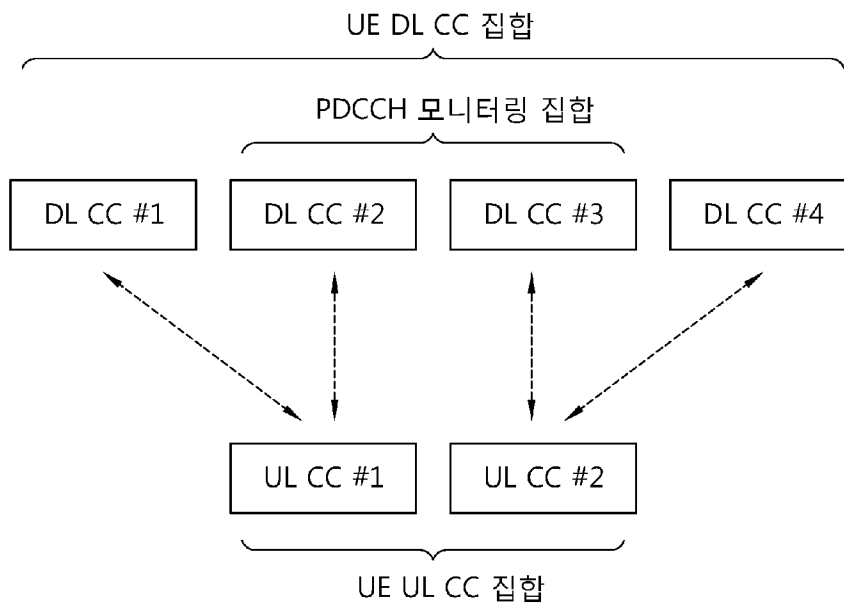 UE DL CC 집합
PDCCH 모니터링 집합
DL CC #1 DL CC #2 DL CC #3 DL CC #4
UL CC #1 UL CC #2
UE UL CC 집합